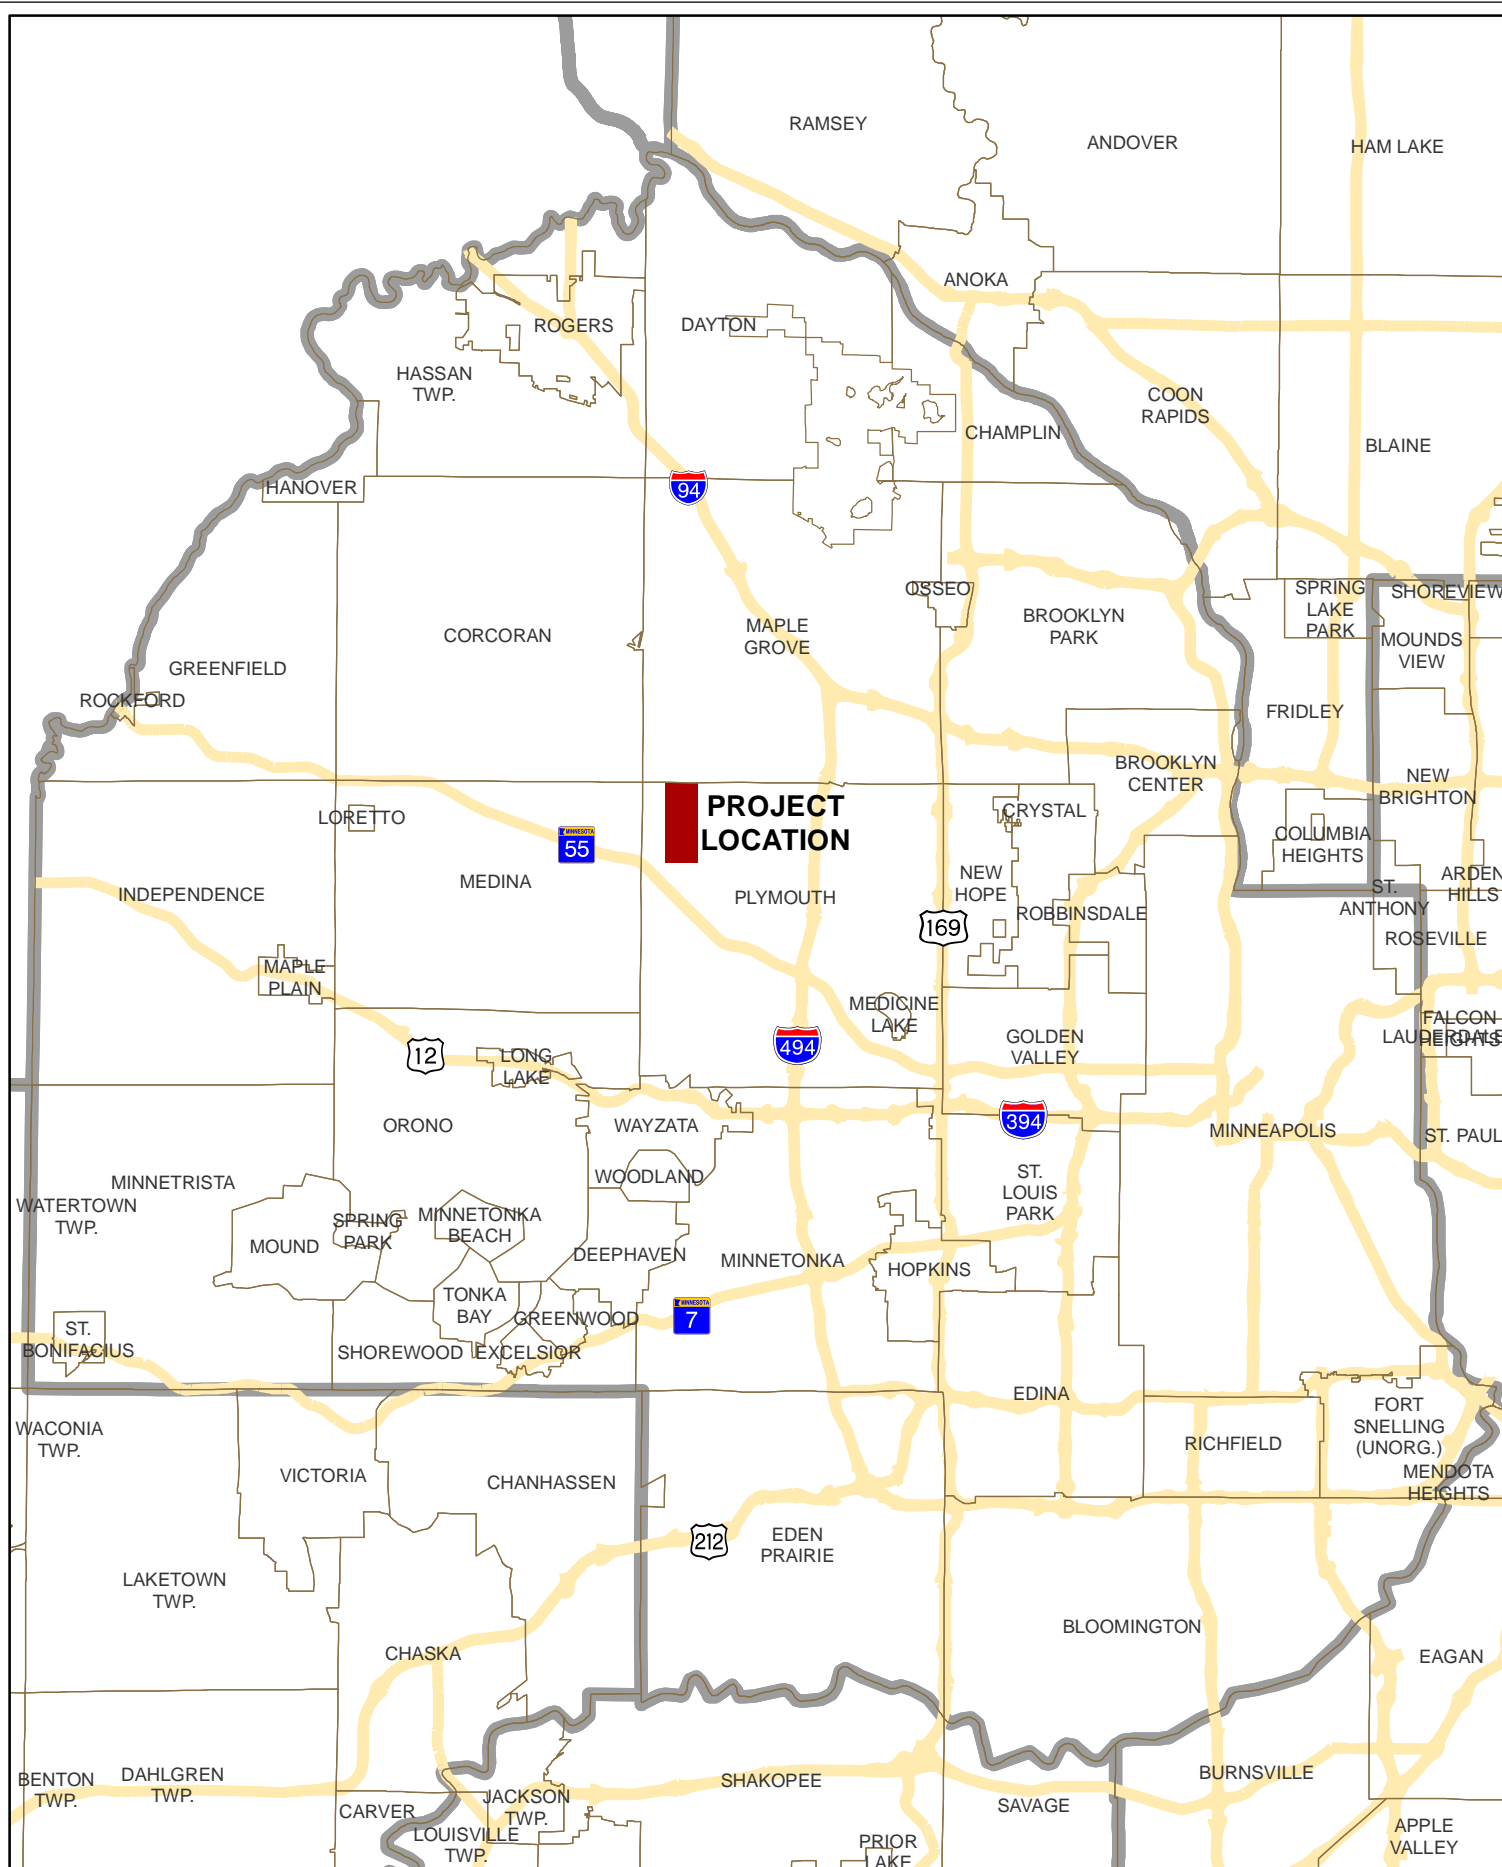 RAMSEY
ANDOVER
HAM LAKE
ANOKA
ROGERS
DAYTON
HASSAN
TWP.
COON
RAPIDS
CHAMPLIN
BLAINE
HANOVER
94
OSSEO
SPRING
LAKE
PARK
SHOREVIEW
BROOKLYN
PARK
MAPLE
GROVE
CORCORAN
MOUNDS
VIEW
GREENFIELD
ROCKFORD
FRIDLEY
BROOKLYN
CENTER
NEW
BRIGHTON
PROJECT
LOCATION
CRYSTAL
LORETTO
MINNESOTA
55
COLUMBIA
HEIGHTS
MEDINA
INDEPENDENCE
PLYMOUTH
NEW
HOPE
ROBBINSDALE
ARDEN
HILLS
ST.
ANTHONY
169
ROSEVILLE
MAPLE
PLAIN
MEDICINE
LAKE
FALCON
HEIGHTS
LAUDERDALE
GOLDEN
VALLEY
494
12
LONG
LAKE
ORONO
WAYZATA
394
MINNEAPOLIS
ST. PAUL
WOODLAND
MINNETRISTA
WATERTOWN
TWP.
ST.
LOUIS
PARK
SPRING
PARK
MINNETONKA
BEACH
MOUND
DEEPHAVEN
MINNETONKA
HOPKINS
TONKA
BAY
GREENWOOD
MINNESOTA
7
ST.
BONIFACIUS
SHOREWOOD
EXCELSIOR
EDINA
FORT
SNELLING
(UNORG.)
WACONIA
TWP.
RICHFIELD
VICTORIA
CHANHASSEN
MENDOTA
HEIGHTS
212
EDEN
PRAIRIE
LAKETOWN
TWP.
BLOOMINGTON
CHASKA
EAGAN
BENTON
TWP.
DAHLGREN
TWP.
SHAKOPEE
BURNSVILLE
JACKSON
TWP.
CARVER
SAVAGE
LOUISVILLE
TWP.
APPLE
VALLEY
PRIOR
LAKE